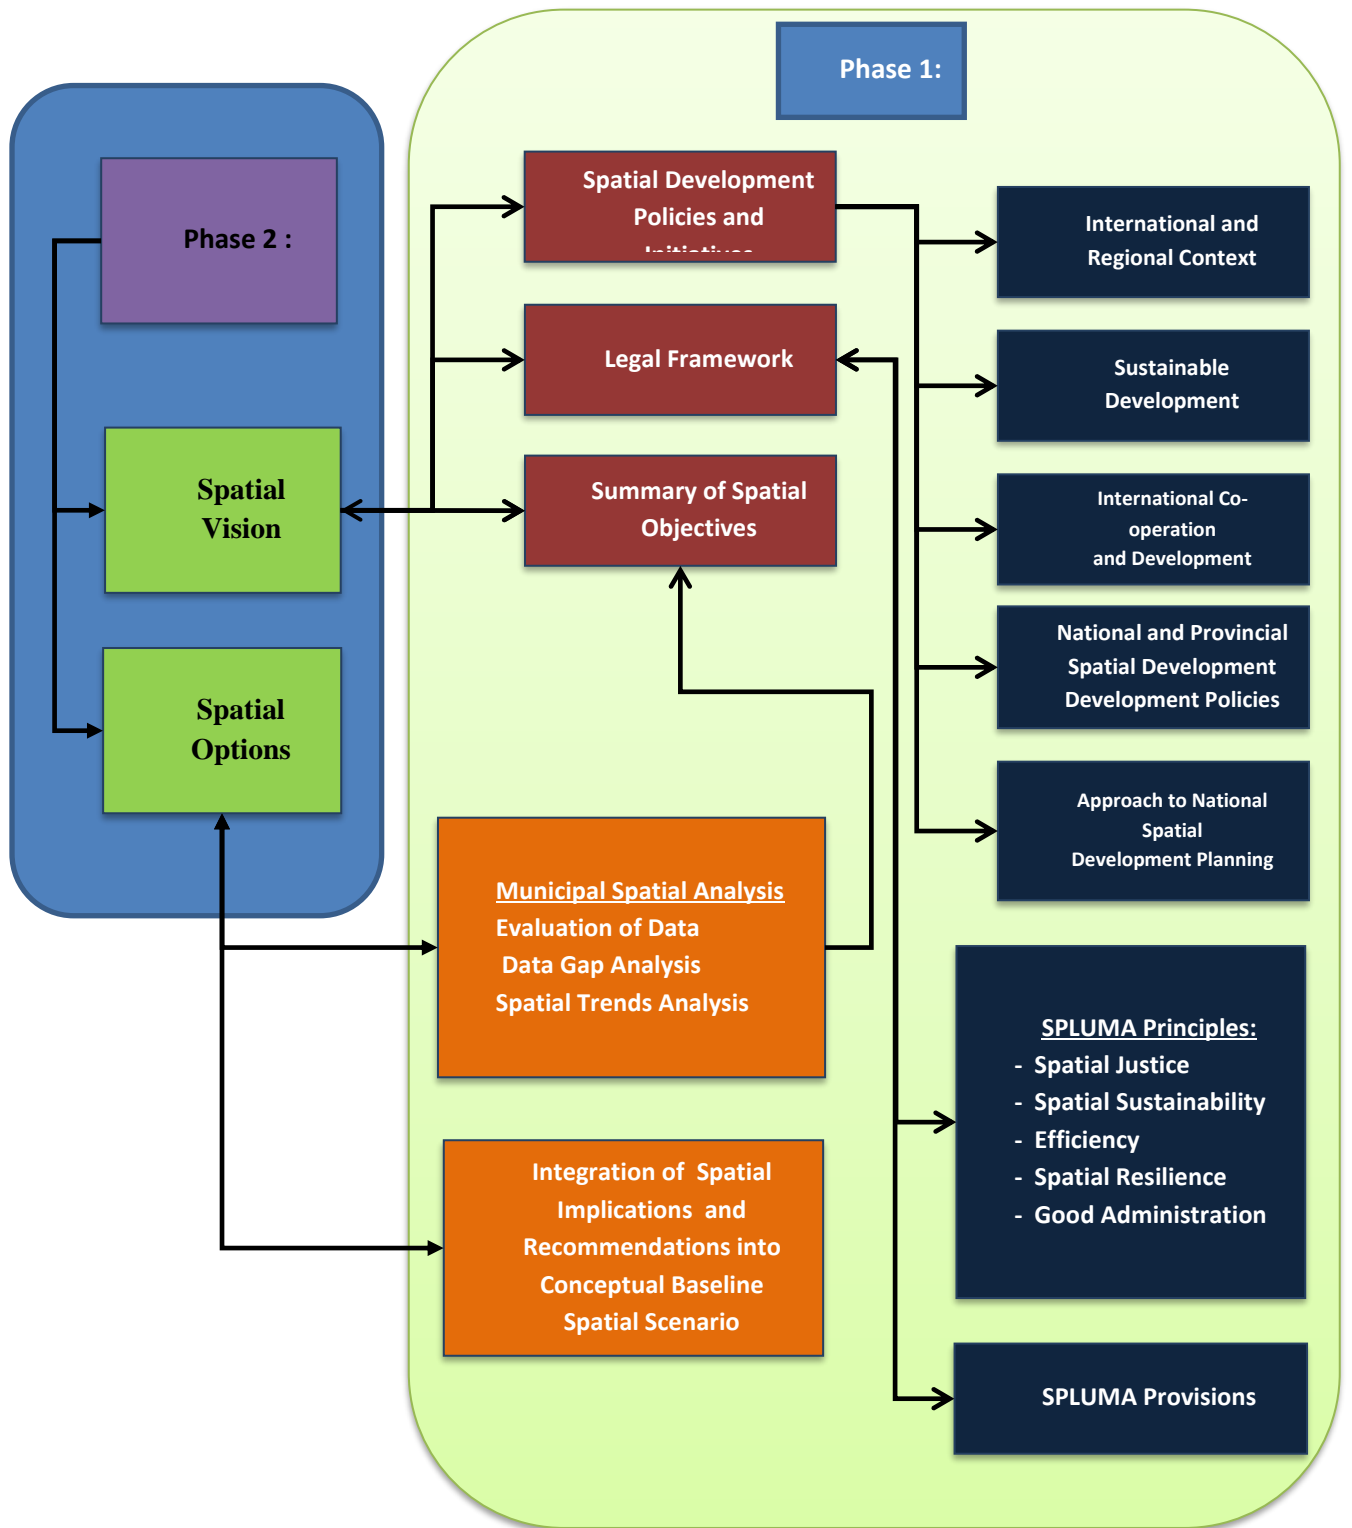 Phase 1:
Phase 2 :
Spatial
Vision
Spatial
Options
Spatial Development
Policies and
Initiatives
Legal Framework
Summary of Spatial
Objectives
Municipal Spatial Analysis
Evaluation of Data
Data Gap Analysis
Spatial Trends Analysis
Integration of Spatial
Implications and
Recommendations into
Conceptual Baseline
Spatial Scenario
International and
Regional Context
Sustainable
Development
International Co-
operation
and Development
National and Provincial
Spatial Development
Development Policies
Approach to National
Spatial
Development Planning
SPLUMA Principles:
- Spatial Justice
- Spatial Sustainability
- Efficiency
- Spatial Resilience
- Good Administration
SPLUMA Provisions